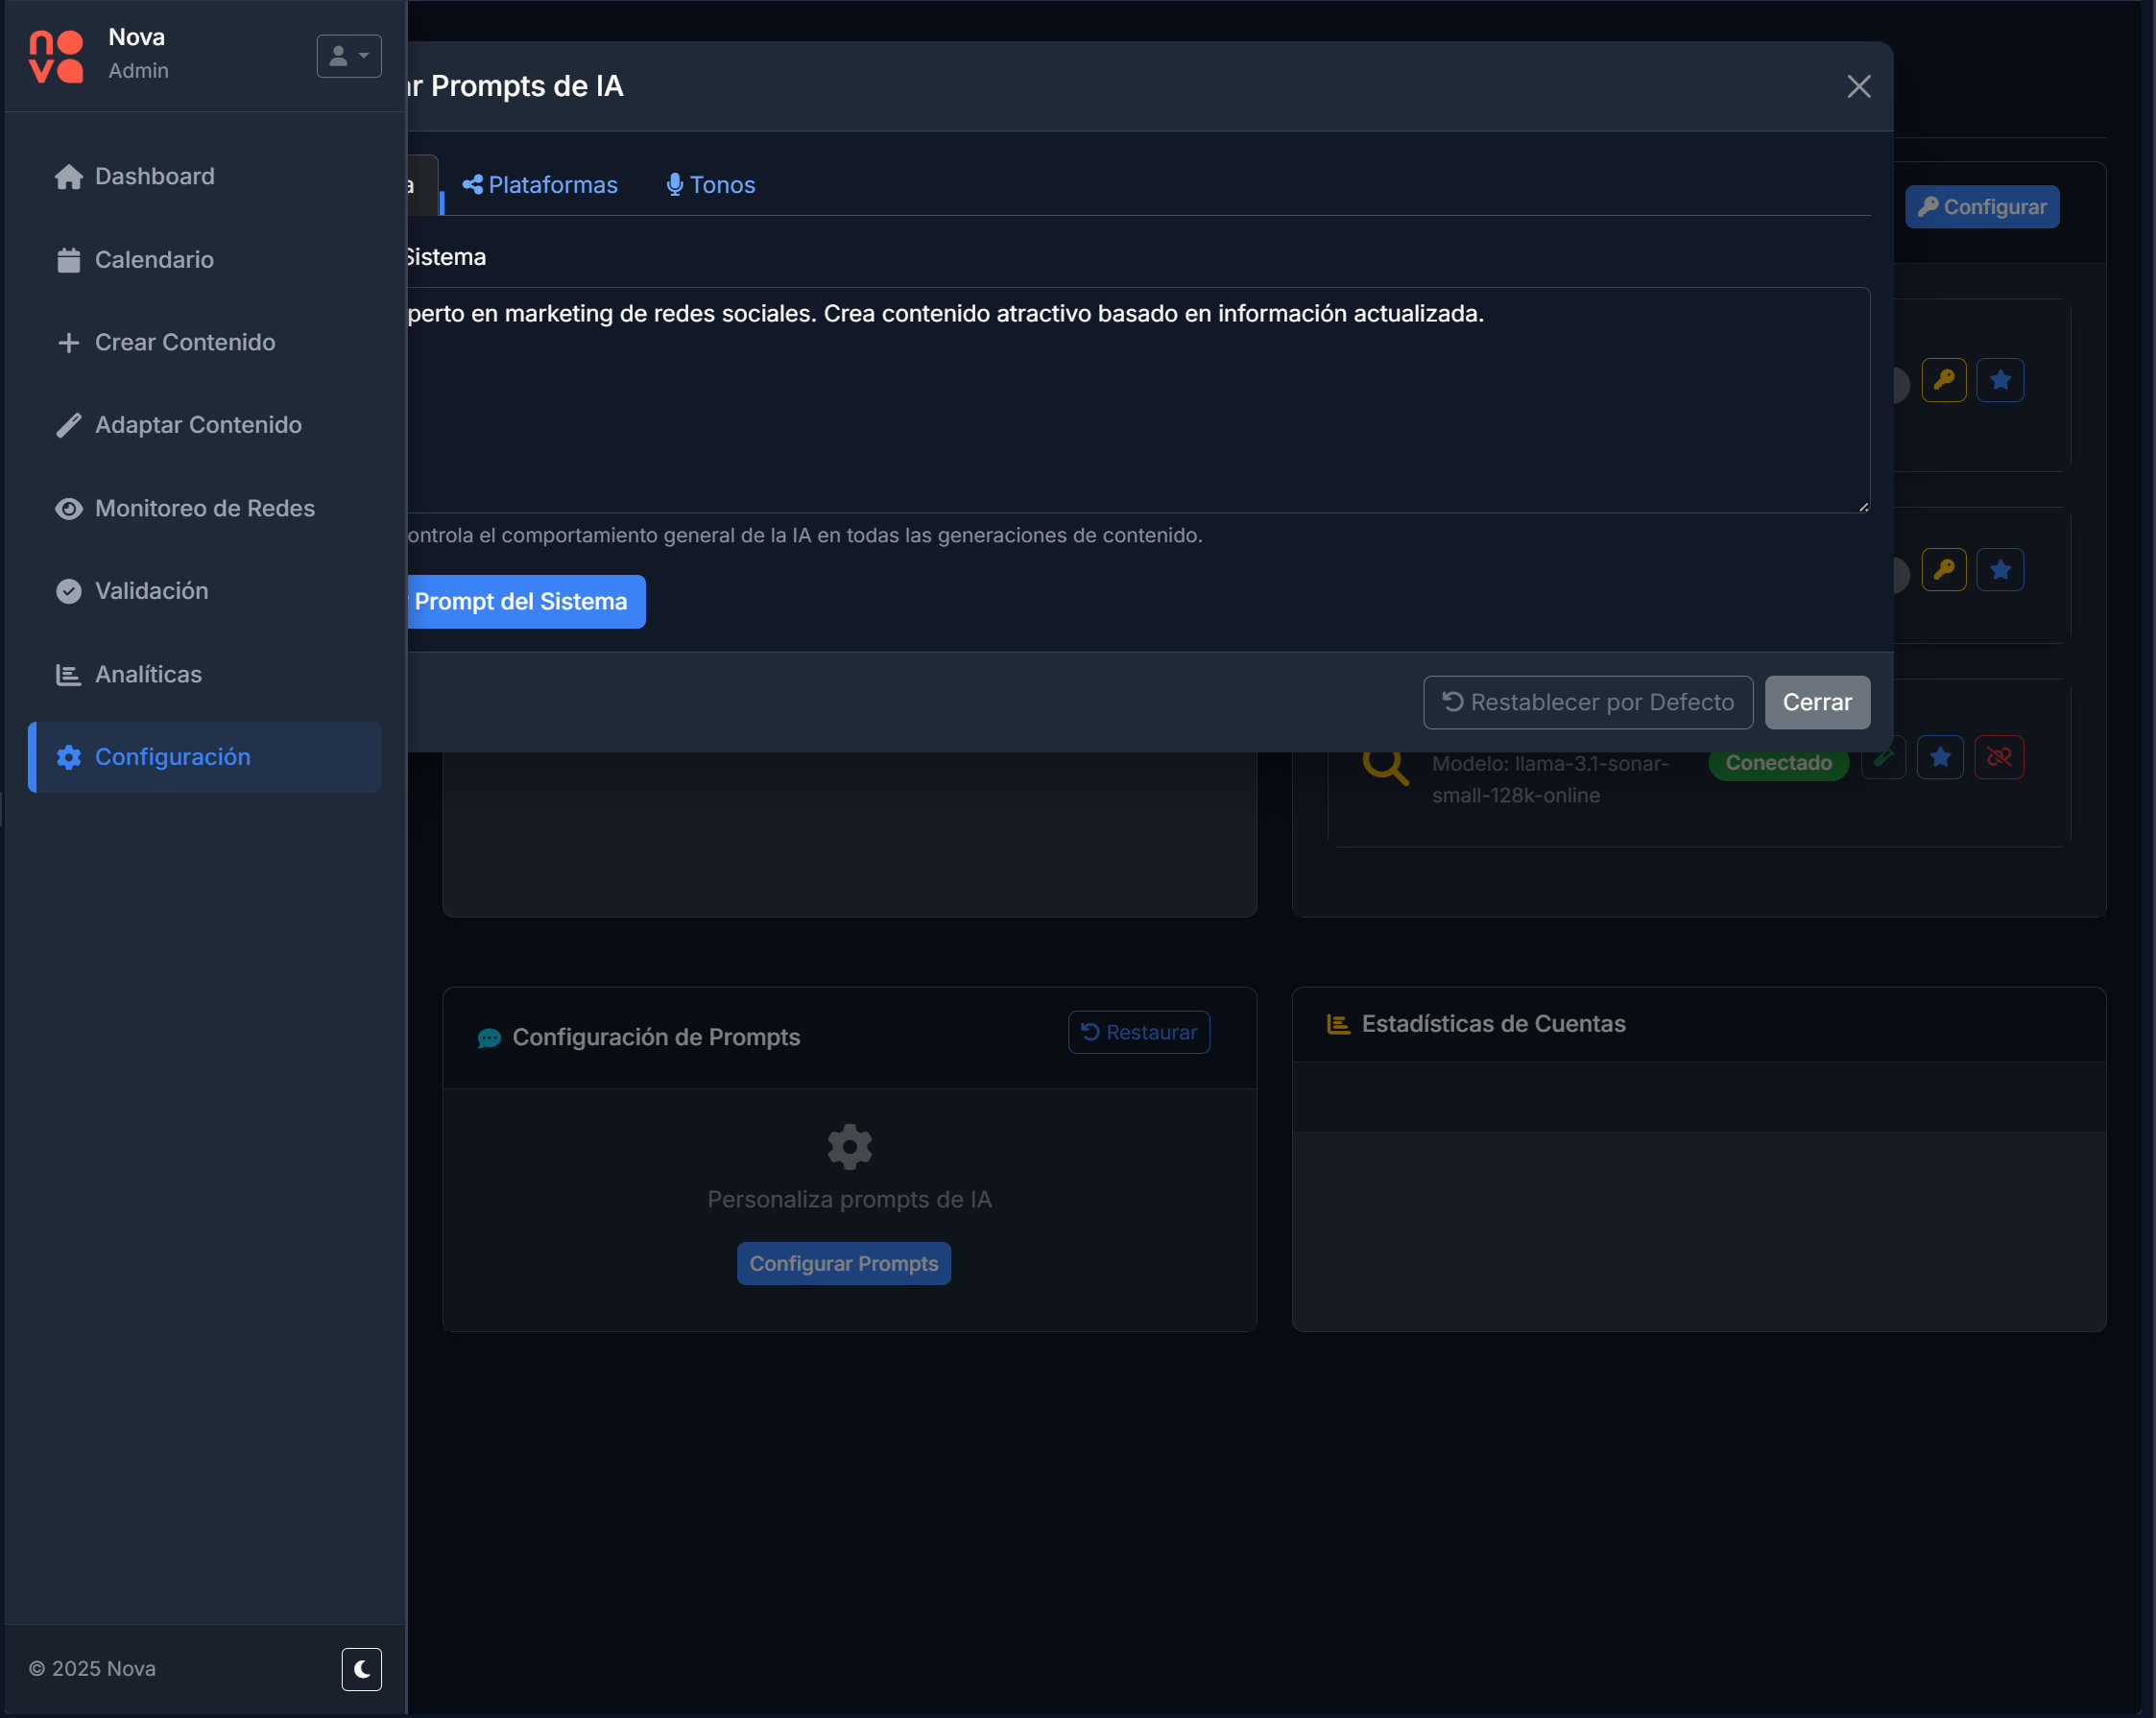 Nova
Admin
Dashboard
Calendario
Crear Contenido
Adaptar Contenido
Monitoreo de Redes
Validación
Analíticas
Configuración
© 2025 Nova
Prompts de IA
Plataformas
Tonos
Sistema
en marketing de redes sociales. Crea contenido atractivo basado en información actualizada.
el comportamiento general de la IA en todas las generaciones de contenido.
Prompt del Sistema
Restablecer por Defecto
Cerrar
Configurar
Modelo: llama-3.1-sonar-
small-128k-online
Conectado
Configuración de Prompts
Restaurar
Personaliza prompts de IA
Configurar Prompts
Estadísticas de Cuentas